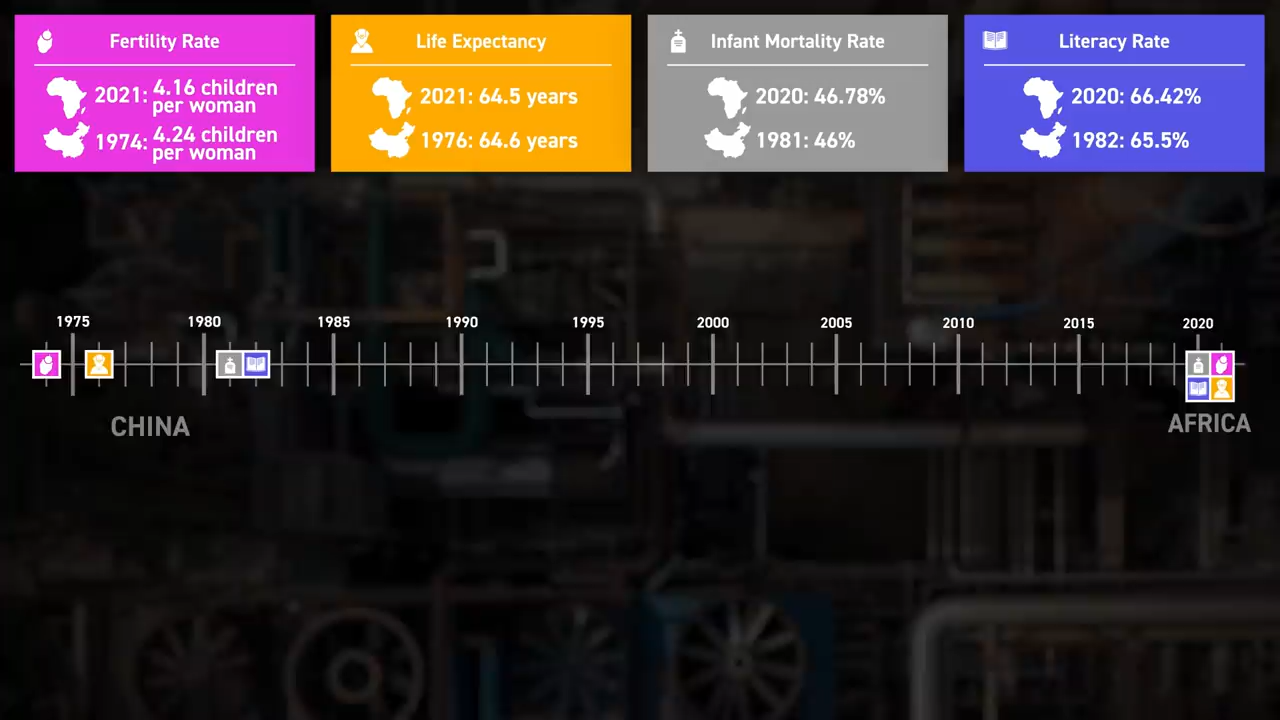 Fertility Rate
2021: 4.16 children
per woman
1974: 4.24 children
per woman
Life Expectancy
2021: 64.5 years
1976: 64.6 years
Infant Mortality Rate
2020: 46.78%
1981: 46%
Literacy Rate
2020: 66.42%
1982: 65.5%
1975 1980 1985 1990 1995 2000 2005 2010 2015 2020
CHINA AFRICA